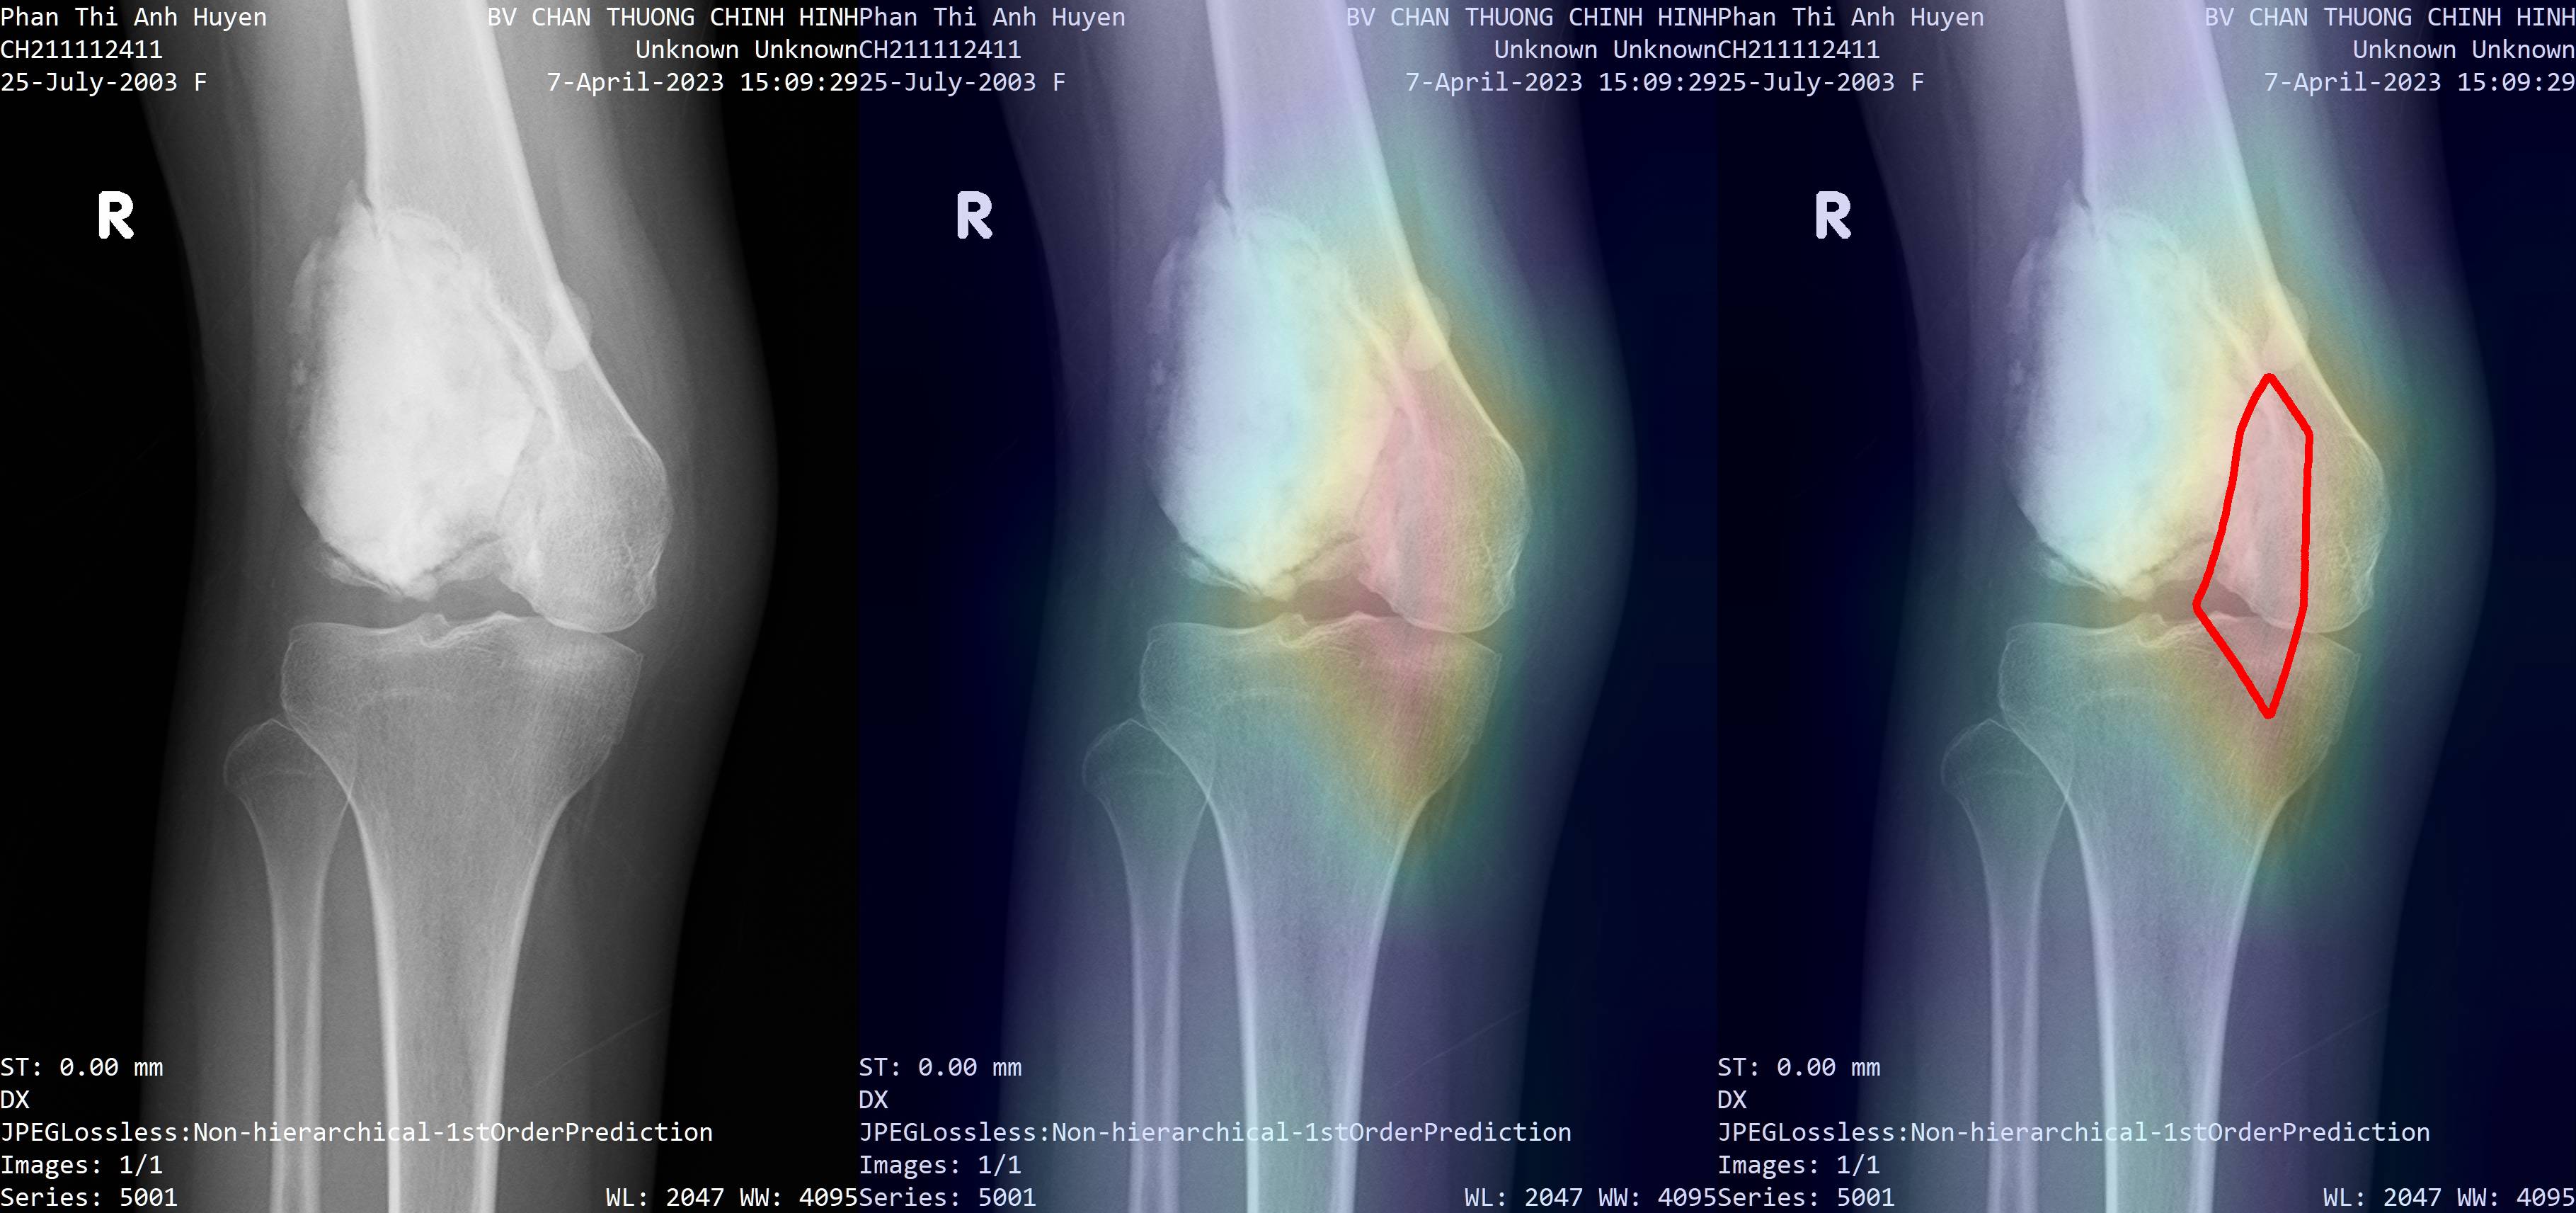 Phan Thi Anh Huyen
CH211112411
25-July-2003 F
BV CHAN THUONG CHINH HINH
Unknown Unknown
7-April-2023 15:09:29
R
ST: 0.00 mm
DX
JPEGLossless:Non-hierarchical-1stOrderPrediction
Images: 1/1
Series: 5001
WL: 2047 WW: 4095
Phan Thi Anh Huyen
CH211112411
25-July-2003 F
BV CHAN THUONG CHINH HINH
Unknown Unknown
7-April-2023 15:09:29
R
ST: 0.00 mm
DX
JPEGLossless:Non-hierarchical-1stOrderPrediction
Images: 1/1
Series: 5001
WL: 2047 WW: 4095
Phan Thi Anh Huyen
CH211112411
25-July-2003 F
BV CHAN THUONG CHINH HINH
Unknown Unknown
7-April-2023 15:09:29
R
ST: 0.00 mm
DX
JPEGLossless:Non-hierarchical-1stOrderPrediction
Images: 1/1
Series: 5001
WL: 2047 WW: 4095